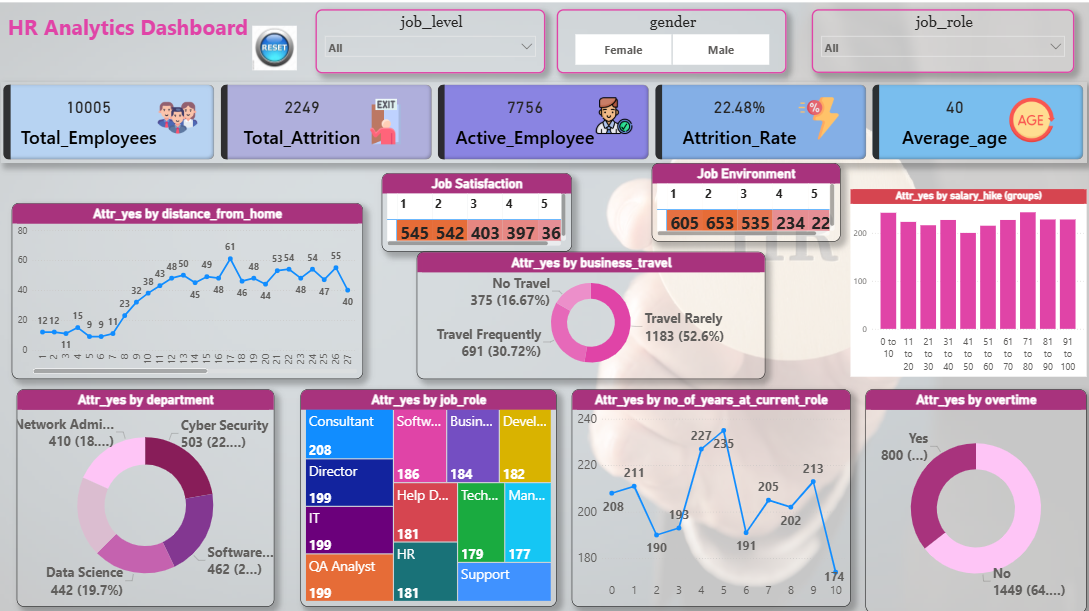 HR Analytics Dashboard
RESET
job_level
All
gender
Female
Male
job_role
All
10005
Total_Employees
2249
Total_Attrition
EXIT
7756
Active_Employee
22.48%
Attrition_Rate
%
40
Average_age
AGE
Job Satisfaction
1 2 3 4 5
545 542 403 397 36
Job Environment
1 2 3 4 5
605 653 535 234 22
HR
Attr_yes by distance_from_home
80
60
40
20
0
12 12 11 15 9 9 11 23 32 38 43 48 50 45 49 48 61 46 48 44 53 54 48 54 47 55 40
1 2 3 4 5 6 7 8 9 10 11 12 13 14 15 16 17 18 19 20 21 22 23 24 25 26 27
Attr_yes by business_travel
No Travel
375 (16.67%)
Travel Rarely
1183 (52.6%)
Travel Frequently
691 (30.72%)
Attr_yes by salary_hike (groups)
200
100
0
0 to 10
11 to 20
21 to 30
31 to 40
41 to 50
51 to 60
61 to 70
71 to 80
81 to 90
91 to 100
Attr_yes by department
Network Admi...
410 (18....)
Cyber Security
503 (22....)
Software...
462 (2...)
Data Science
442 (19.7%)
Attr_yes by job_role
Consultant
208
Director
199
IT
199
QA Analyst
199
Softw...
186
Busin...
184
Devel...
182
Help D...
181
HR
181
Tech...
179
Man...
177
Support
Attr_yes by no_of_years_at_current_role
240
220
200
180
208 211 190 193 227 235 191 205 202 213 174
0 1 2 3 4 5 6 7 8 9 10
Attr_yes by overtime
Yes
800 (...)
No
1449 (64....)